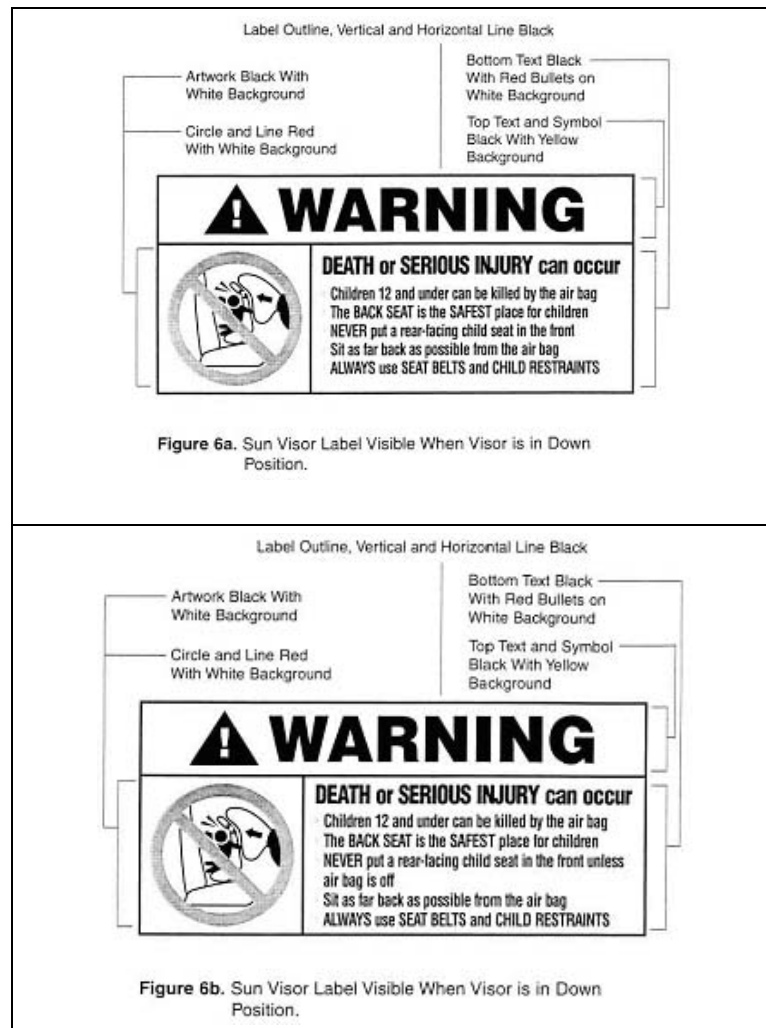 Label Outline, Vertical and Horizontal Line Black
Artwork Black With
White Background
Circle and Line Red
With White Background
Bottom Text Black
With Red Bullets on
White Background
Top Text and Symbol
Black With Yellow
Background
! WARNING
DEATH or SERIOUS INJURY can occur
Children 12 and under can be killed by the air bag
The BACK SEAT is the SAFEST place for children
NEVER put a rear-facing child seat in the front
Sit as far back as possible from the air bag
ALWAYS use SEAT BELTS and CHILD RESTRAINTS
Figure 6a. Sun Visor Label Visible When Visor is in Down
Position.
Label Outline, Vertical and Horizontal Line Black
Artwork Black With
White Background
Circle and Line Red
With White Background
Bottom Text Black
With Red Bullets on
White Background
Top Text and Symbol
Black With Yellow
Background
! WARNING
DEATH or SERIOUS INJURY can occur
Children 12 and under can be killed by the air bag
The BACK SEAT is the SAFEST place for children
NEVER put a rear-facing child seat in the front unless
air bag is off
Sit as far back as possible from the air bag
ALWAYS use SEAT BELTS and CHILD RESTRAINTS
Figure 6b. Sun Visor Label Visible When Visor is in Down
Position.